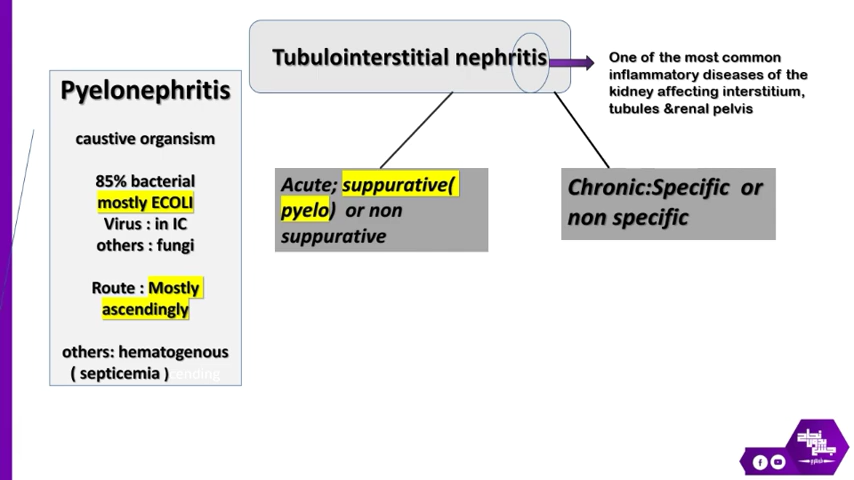 Tubulointerstitial nephritis
One of the most common
inflammatory diseases of the
kidney affecting interstitium,
tubules &renal pelvis
Pyelonephritis
caustive organsism
85% bacterial
mostly ECOLI
Virus : in IC
others : fungi
Route : Mostly
ascendingly
others: hematogenous
( septicemia )
Acute; suppurative(
pyelo) or non
suppurative
Chronic:Specific or
non specific